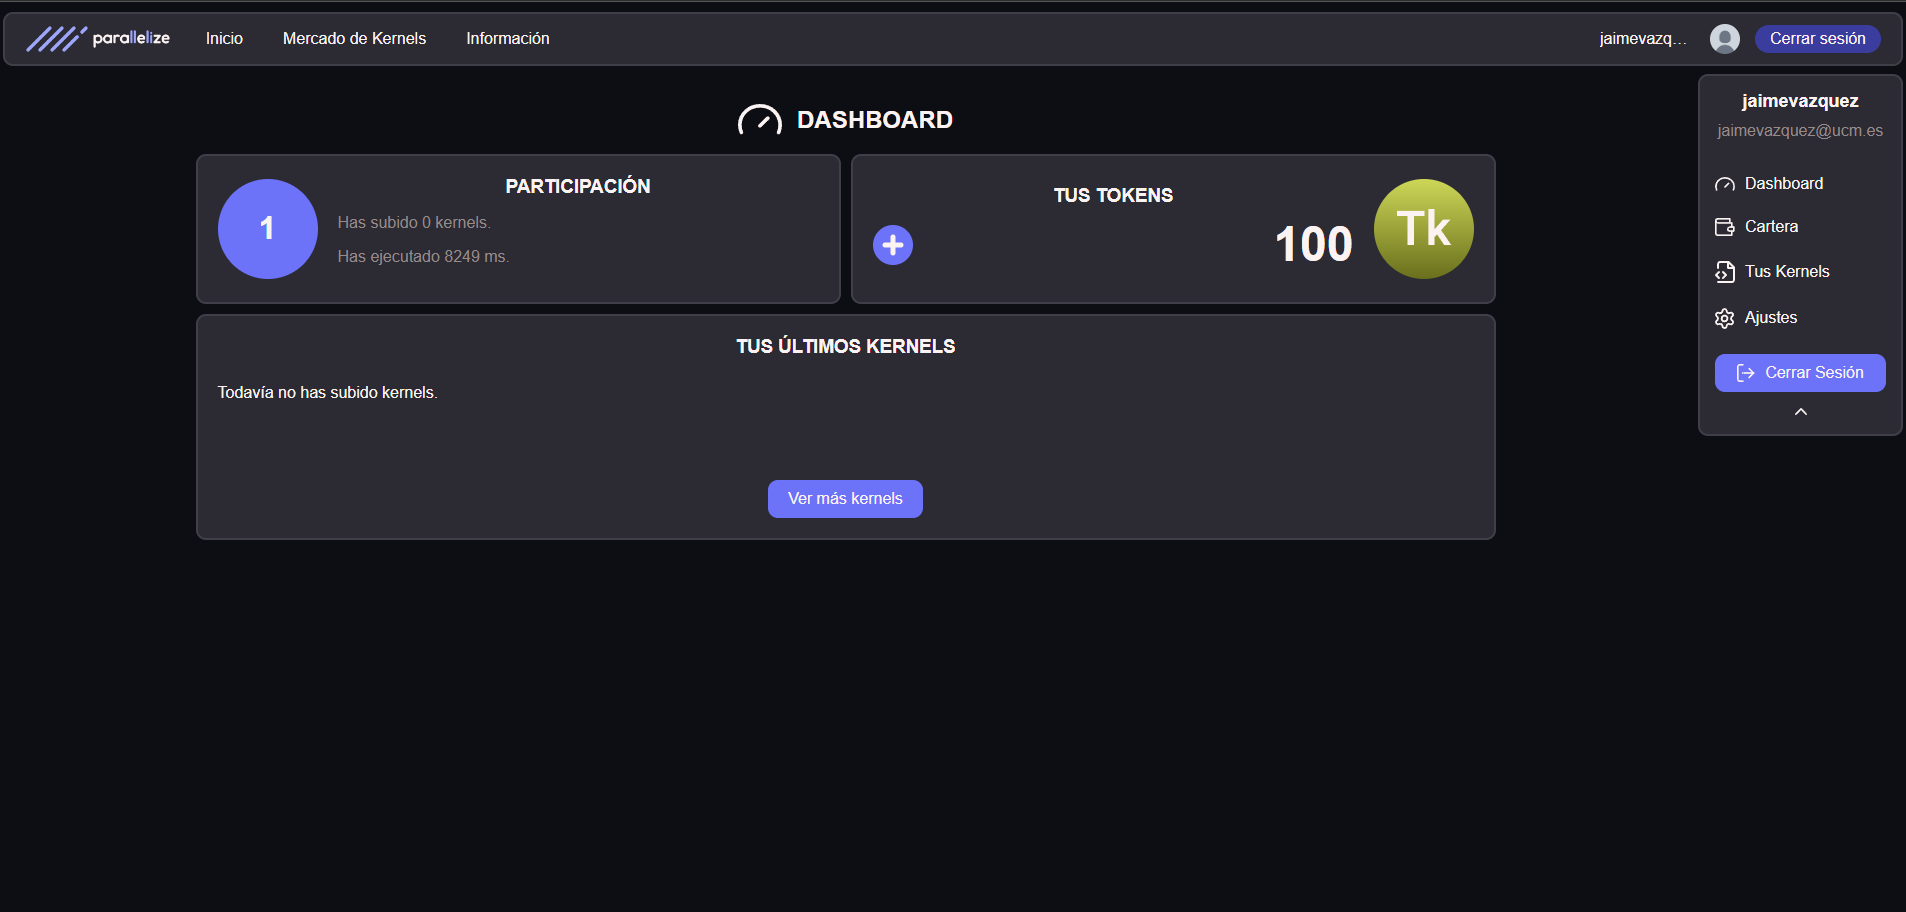 parallelize Inicio Mercado de Kernels Información jaimevazq... Cerrar sesión
jaimevazquez
jaimevazquez@ucm.es
Dashboard
Cartera
Tus Kernels
Ajustes
Cerrar Sesión
DASHBOARD
1
PARTICIPACIÓN
Has subido 0 kernels.
Has ejecutado 8249 ms.
TUS TOKENS
100
Tk
TUS ÚLTIMOS KERNELS
Todavía no has subido kernels.
Ver más kernels